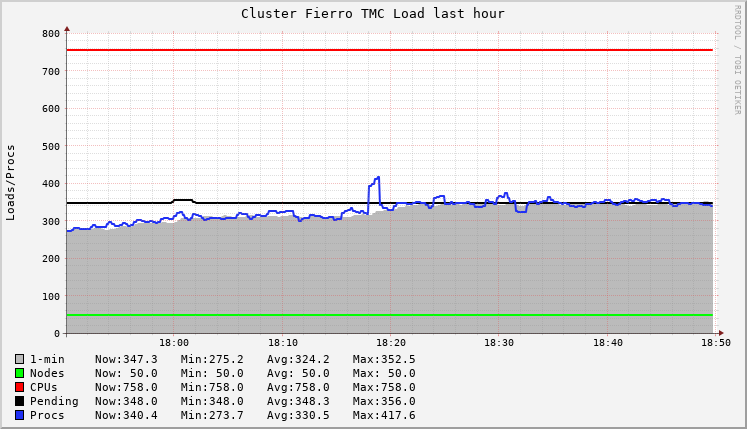 Cluster Fierro TMC Load last hour
RRDTOOL / TOBI OETIKER
Loads/Procs
800
700
600
500
400
300
200
100
0
18:00 18:10 18:20 18:30 18:40 18:50
1-min Now:347.3 Min:275.2 Avg:324.2 Max:352.5
Nodes Now: 50.0 Min: 50.0 Avg: 50.0 Max: 50.0
CPUs Now:758.0 Min:758.0 Avg:758.0 Max:758.0
Pending Now:348.0 Min:348.0 Avg:348.3 Max:356.0
Procs Now:340.4 Min:273.7 Avg:330.5 Max:417.6